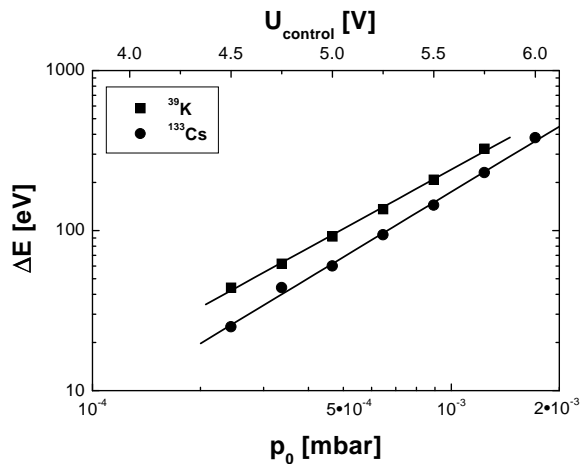 U_control [V]
4.0 4.5 5.0 5.5 6.0
1000
³⁹K
¹³³Cs
ΔE [eV]
100
10
10⁻⁴ 5•10⁻⁴ 10⁻³ 2•10⁻³
p₀ [mbar]